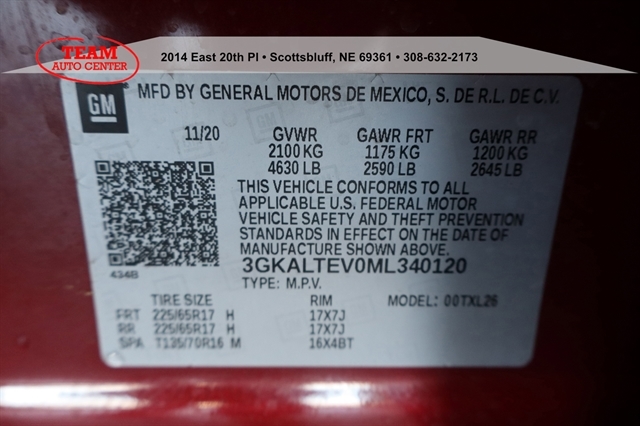 TEAM
AUTO CENTER
2014 East 20th Pl • Scottsbluff, NE 69361 • 308-632-2173
GM
MFD BY GENERAL MOTORS DE MEXICO, S. DE R.L. DE C.V.
11/20 GVWR GAWR FRT GAWR RR
2100 KG 1175 KG 1200 KG
4630 LB 2590 LB 2645 LB
THIS VEHICLE CONFORMS TO ALL
APPLICABLE U.S. FEDERAL MOTOR
VEHICLE SAFETY AND THEFT PREVENTION
STANDARDS IN EFFECT ON THE DATE OF
MANUFACTURE SHOWN ABOVE.
434B 3GKALTEV0ML340120
TYPE: M.P.V.
TIRE SIZE RIM MODEL: 00TXL26
FRT 225/65R17 H 17X7J
RR 225/65R17 H 17X7J
SPA T135/70R16 M 16X4BT